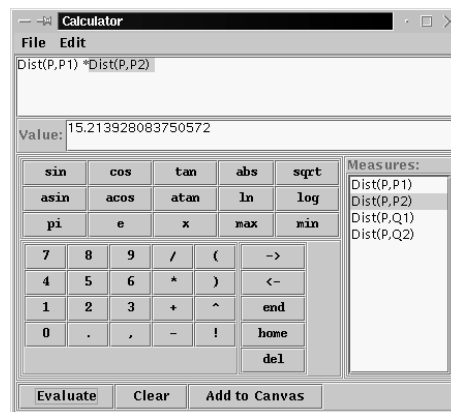 Calculator
File Edit
Dist(P,P1) *Dist(P,P2)
Value: 15.213928083750572
sin cos tan abs sqrt
asin acos atan ln log
pi e x max min
7 8 9 / ( ->
4 5 6 * ) <-
1 2 3 + ^ end
0 . , - ! home
del
Measures:
Dist(P,P1)
Dist(P,P2)
Dist(P,Q1)
Dist(P,Q2)
Evaluate Clear Add to Canvas